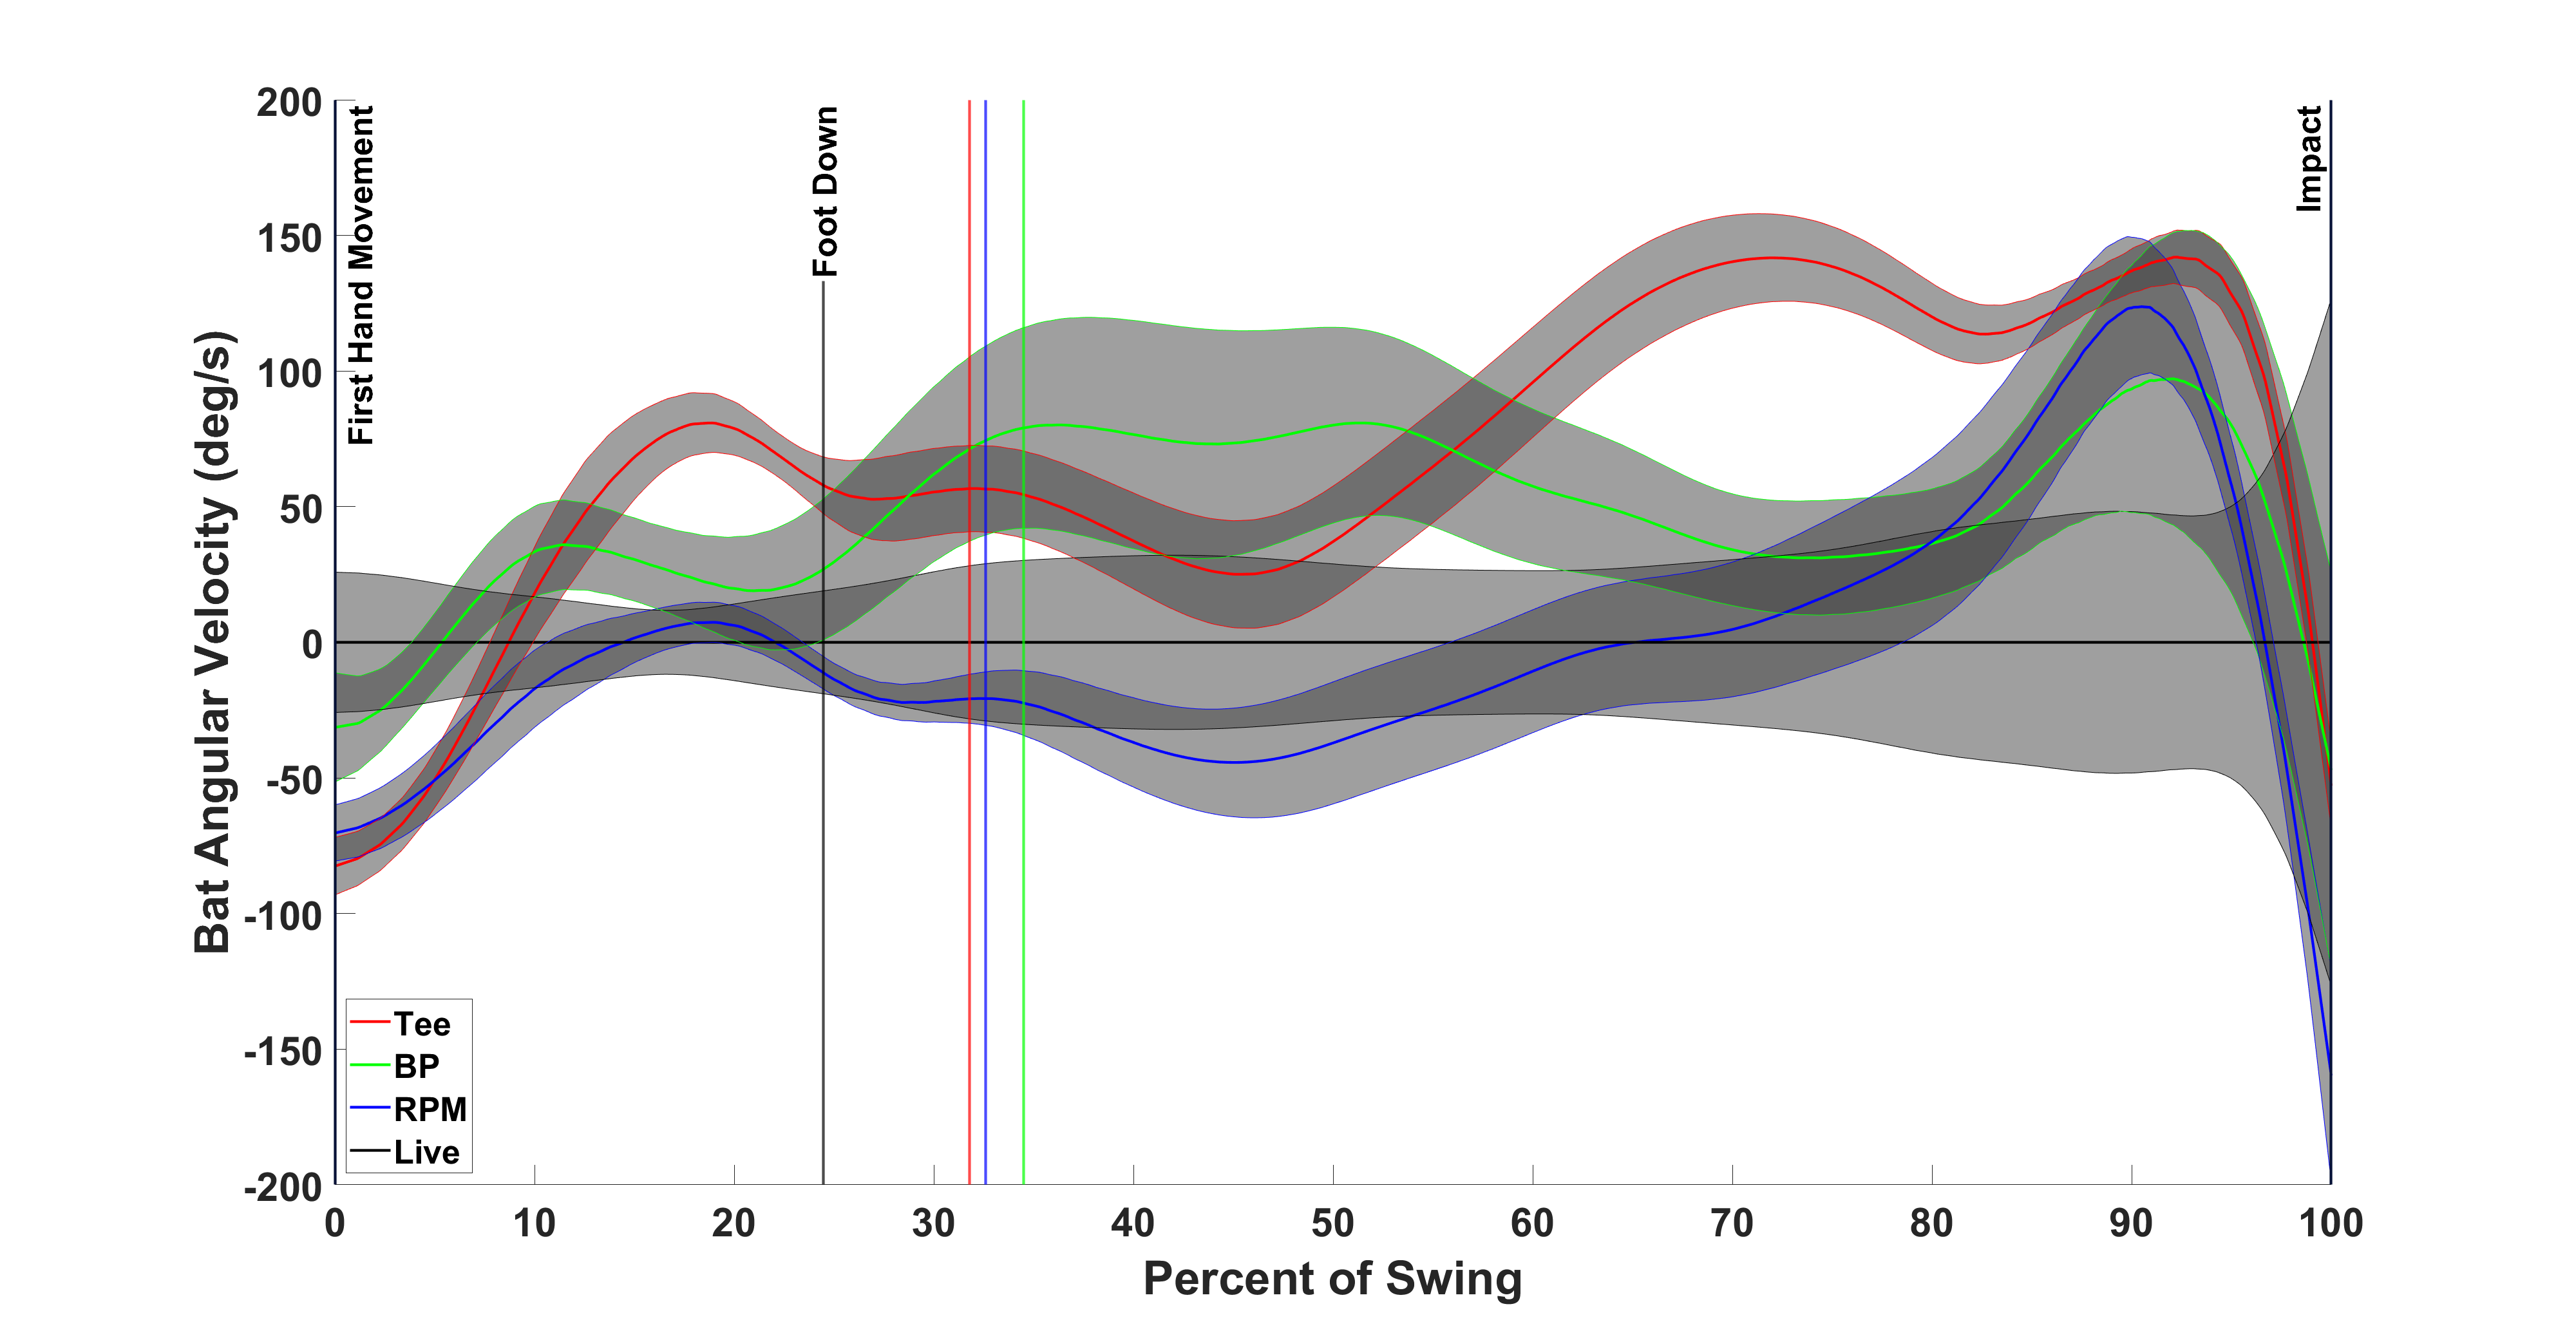 200
150
100
50
0
-50
-100
-150
-200
Bat Angular Velocity (deg/s)
First Hand Movement
Foot Down
Impact
Tee
BP
RPM
Live
0 10 20 30 40 50 60 70 80 90 100
Percent of Swing